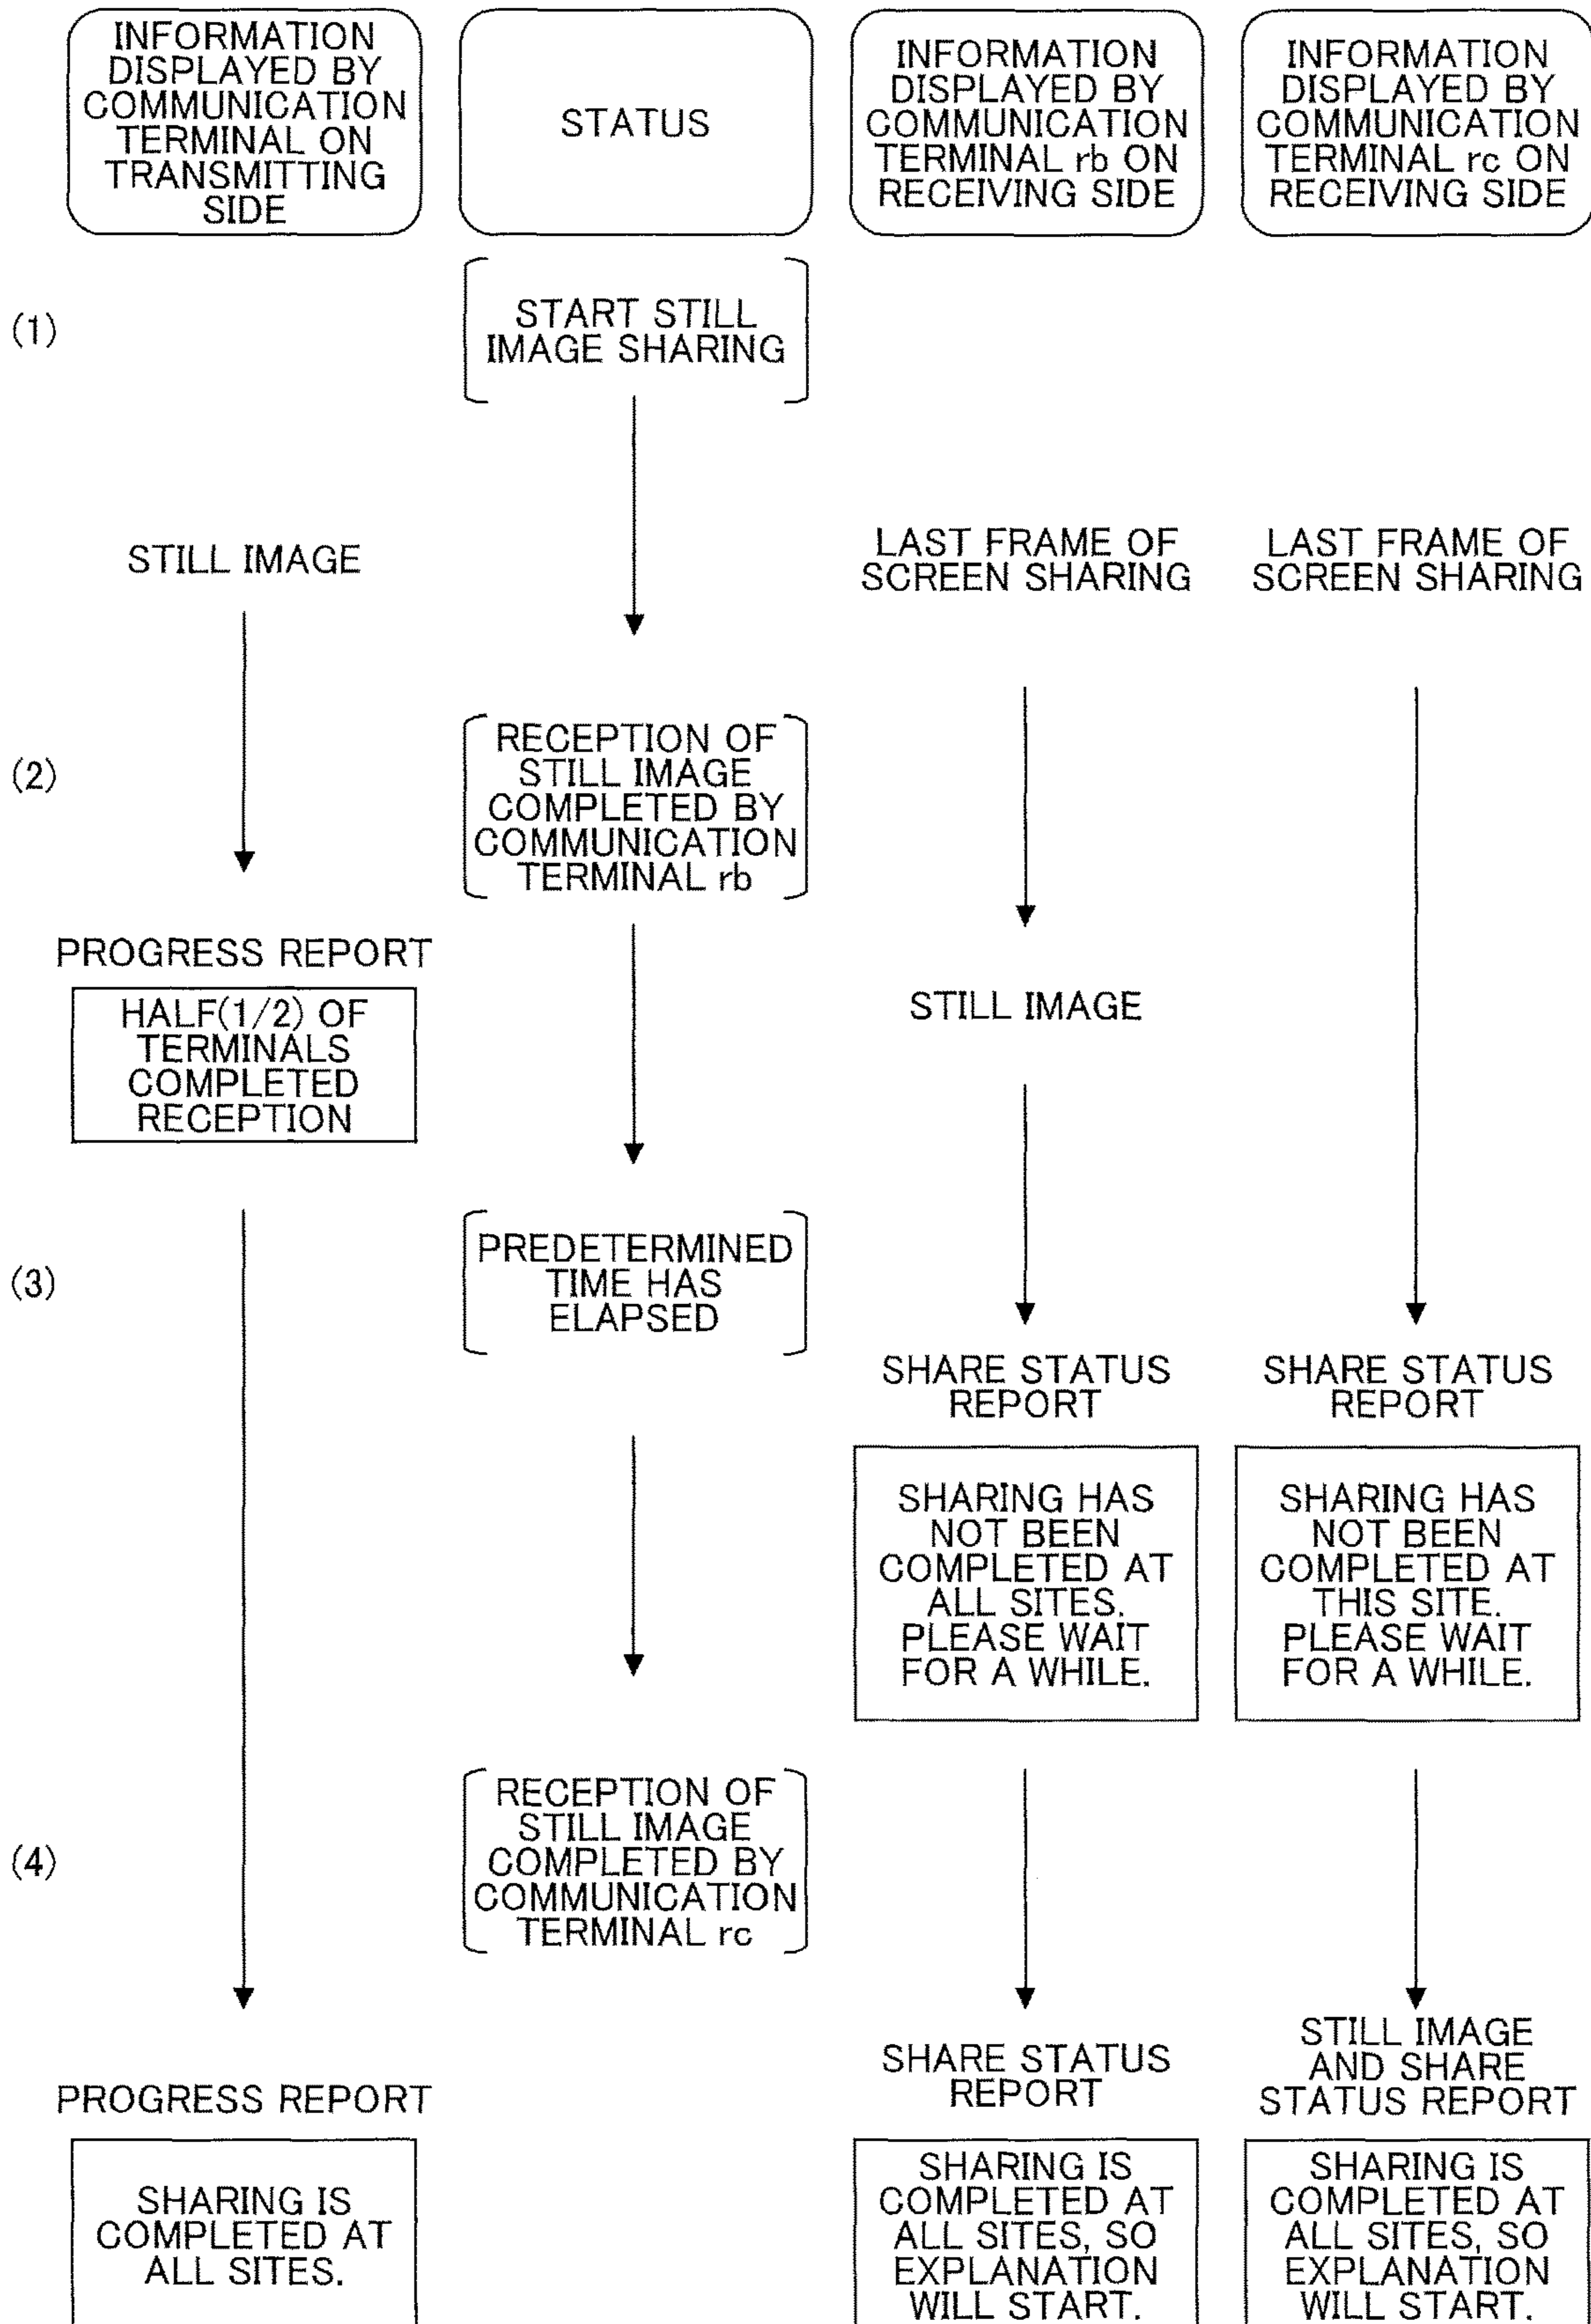 INFORMATION
DISPLAYED BY
COMMUNICATION
TERMINAL ON
TRANSMITTING
SIDE
STATUS
INFORMATION
DISPLAYED BY
COMMUNICATION
TERMINAL rb ON
RECEIVING SIDE
INFORMATION
DISPLAYED BY
COMMUNICATION
TERMINAL rc ON
RECEIVING SIDE
(1)
START STILL
IMAGE SHARING
STILL IMAGE
LAST FRAME OF
SCREEN SHARING
LAST FRAME OF
SCREEN SHARING
(2)
RECEPTION OF
STILL IMAGE
COMPLETED BY
COMMUNICATION
TERMINAL rb
PROGRESS REPORT
HALF(1/2) OF
TERMINALS
COMPLETED
RECEPTION
STILL IMAGE
(3)
PREDETERMINED
TIME HAS
ELAPSED
SHARE STATUS
REPORT
SHARING HAS
NOT BEEN
COMPLETED AT
ALL SITES.
PLEASE WAIT
FOR A WHILE.
SHARE STATUS
REPORT
SHARING HAS
NOT BEEN
COMPLETED AT
THIS SITE.
PLEASE WAIT
FOR A WHILE.
(4)
RECEPTION OF
STILL IMAGE
COMPLETED BY
COMMUNICATION
TERMINAL rc
PROGRESS REPORT
SHARING IS
COMPLETED AT
ALL SITES.
SHARE STATUS
REPORT
SHARING IS
COMPLETED AT
ALL SITES, SO
EXPLANATION
WILL START.
STILL IMAGE
AND SHARE
STATUS REPORT
SHARING IS
COMPLETED AT
ALL SITES, SO
EXPLANATION
WILL START.